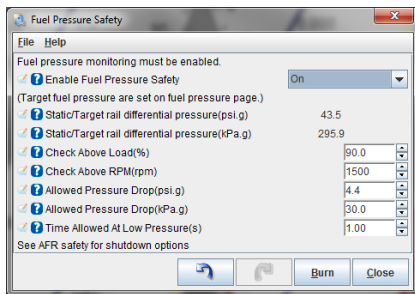 Fuel Pressure Safety
File Help
Fuel pressure monitoring must be enabled.
Enable Fuel Pressure Safety On
(Target fuel pressure are set on fuel pressure page.)
Static/Target rail differential pressure(psi.g) 43.5
Static/Target rail differential pressure(kPa.g) 295.9
Check Above Load(%) 90.0
Check Above RPM(rpm) 1500
Allowed Pressure Drop(psi.g) 4.4
Allowed Pressure Drop(kPa.g) 30.0
Time Allowed At Low Pressure(s) 1.00
See AFR safety for shutdown options
Burn Close